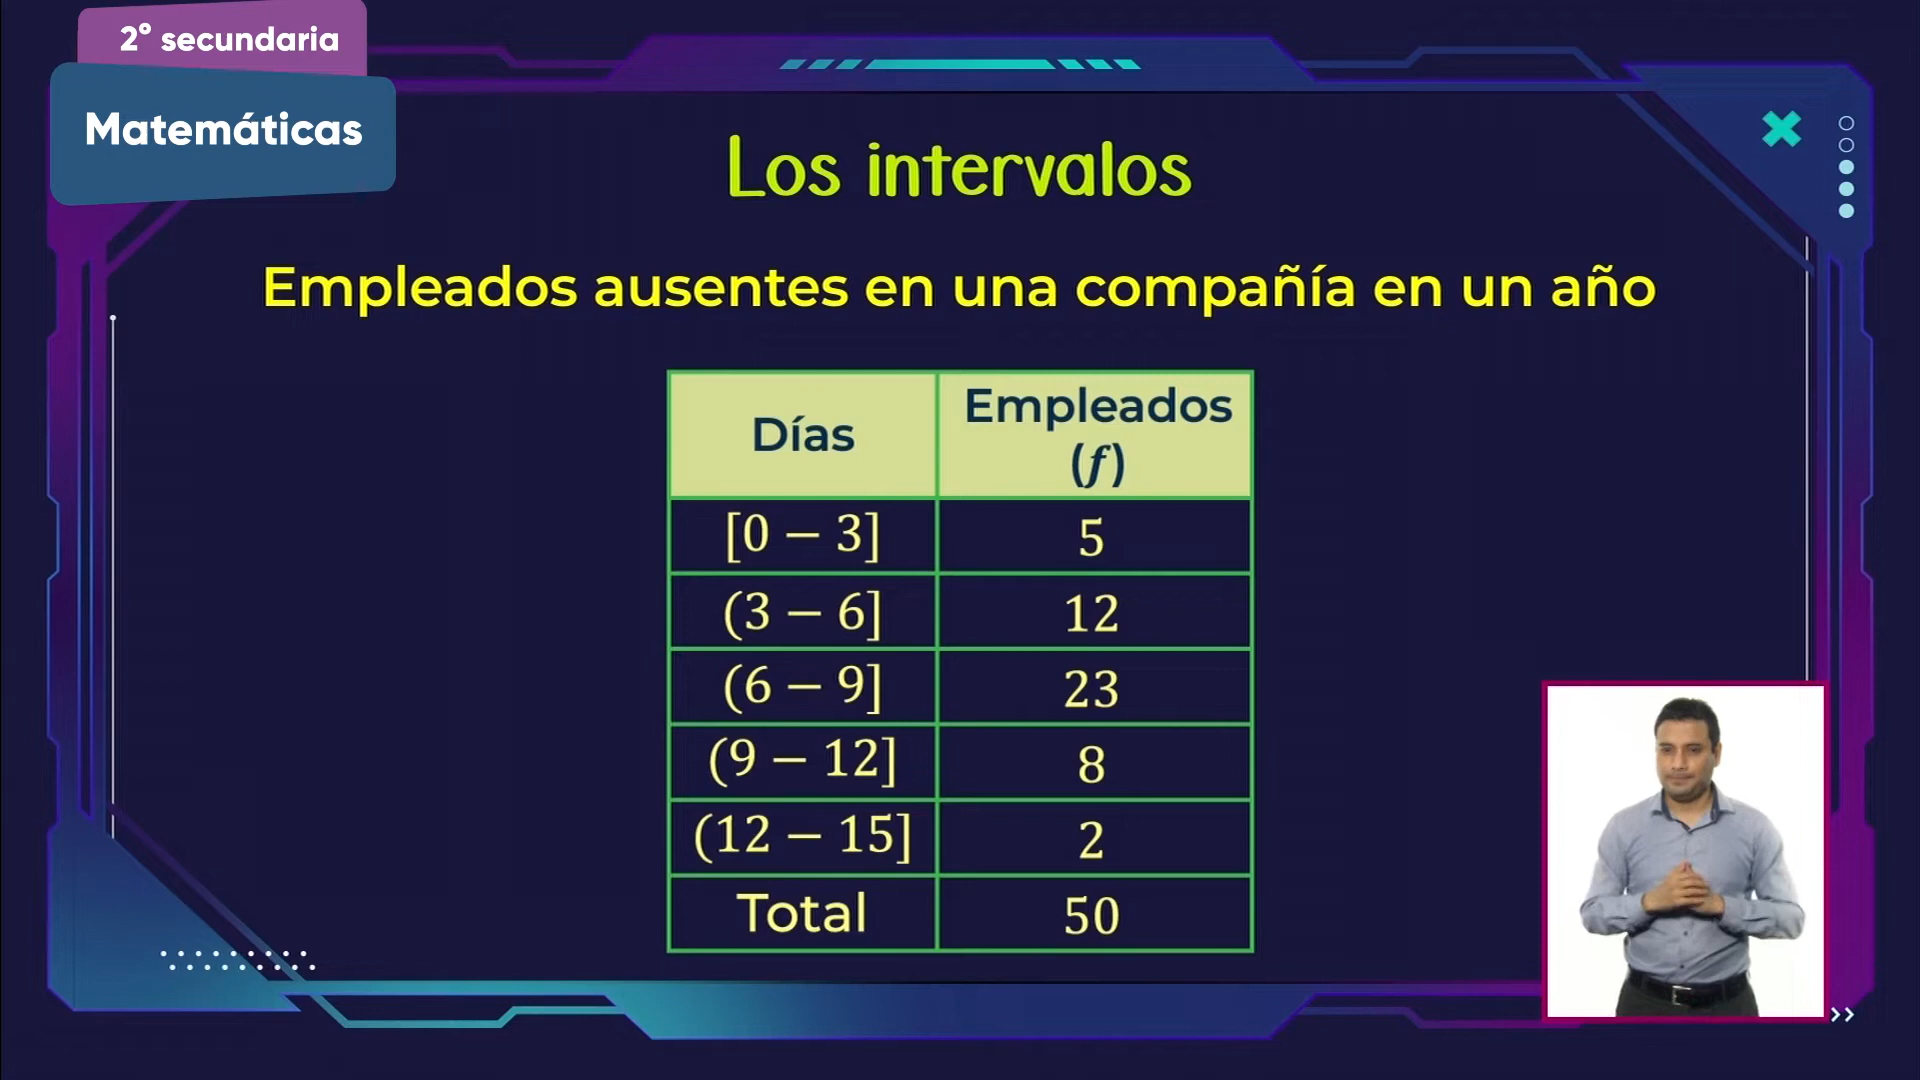 2° secundaria
Matemáticas
Los intervalos
Empleados ausentes en una compañía en un año
Días
Empleados
(f)
[0 − 3]
5
(3 − 6]
12
(6 − 9]
23
(9 − 12]
8
(12 − 15]
2
Total
50